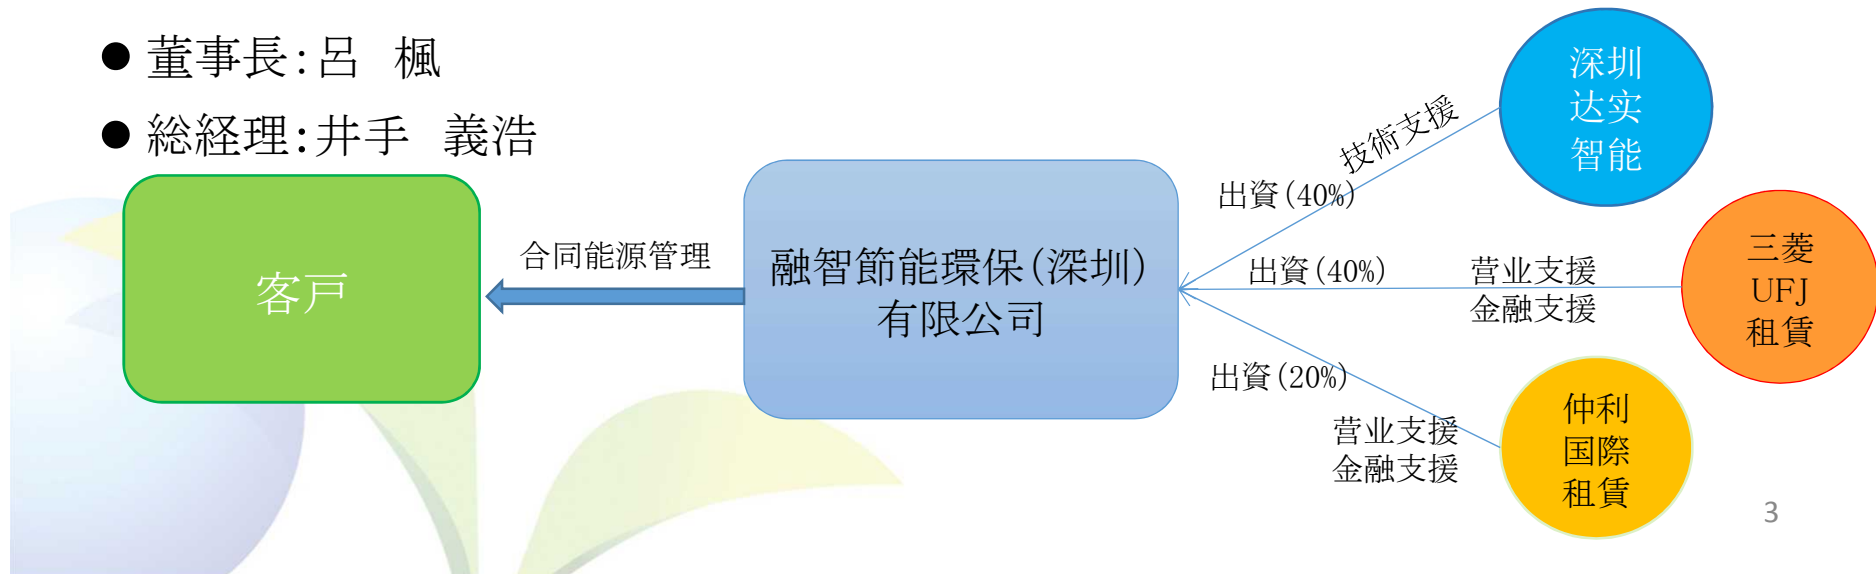 ● 董事長:呂　楓
● 総経理:井手　義浩
客戸
合同能源管理
融智節能環保(深圳)
有限公司
技術支援
出資(40%)
深圳
达实
智能
出資(40%)
营业支援
金融支援
三菱
UFJ
租賃
出資(20%)
营业支援
金融支援
仲利
国際
租賃
3